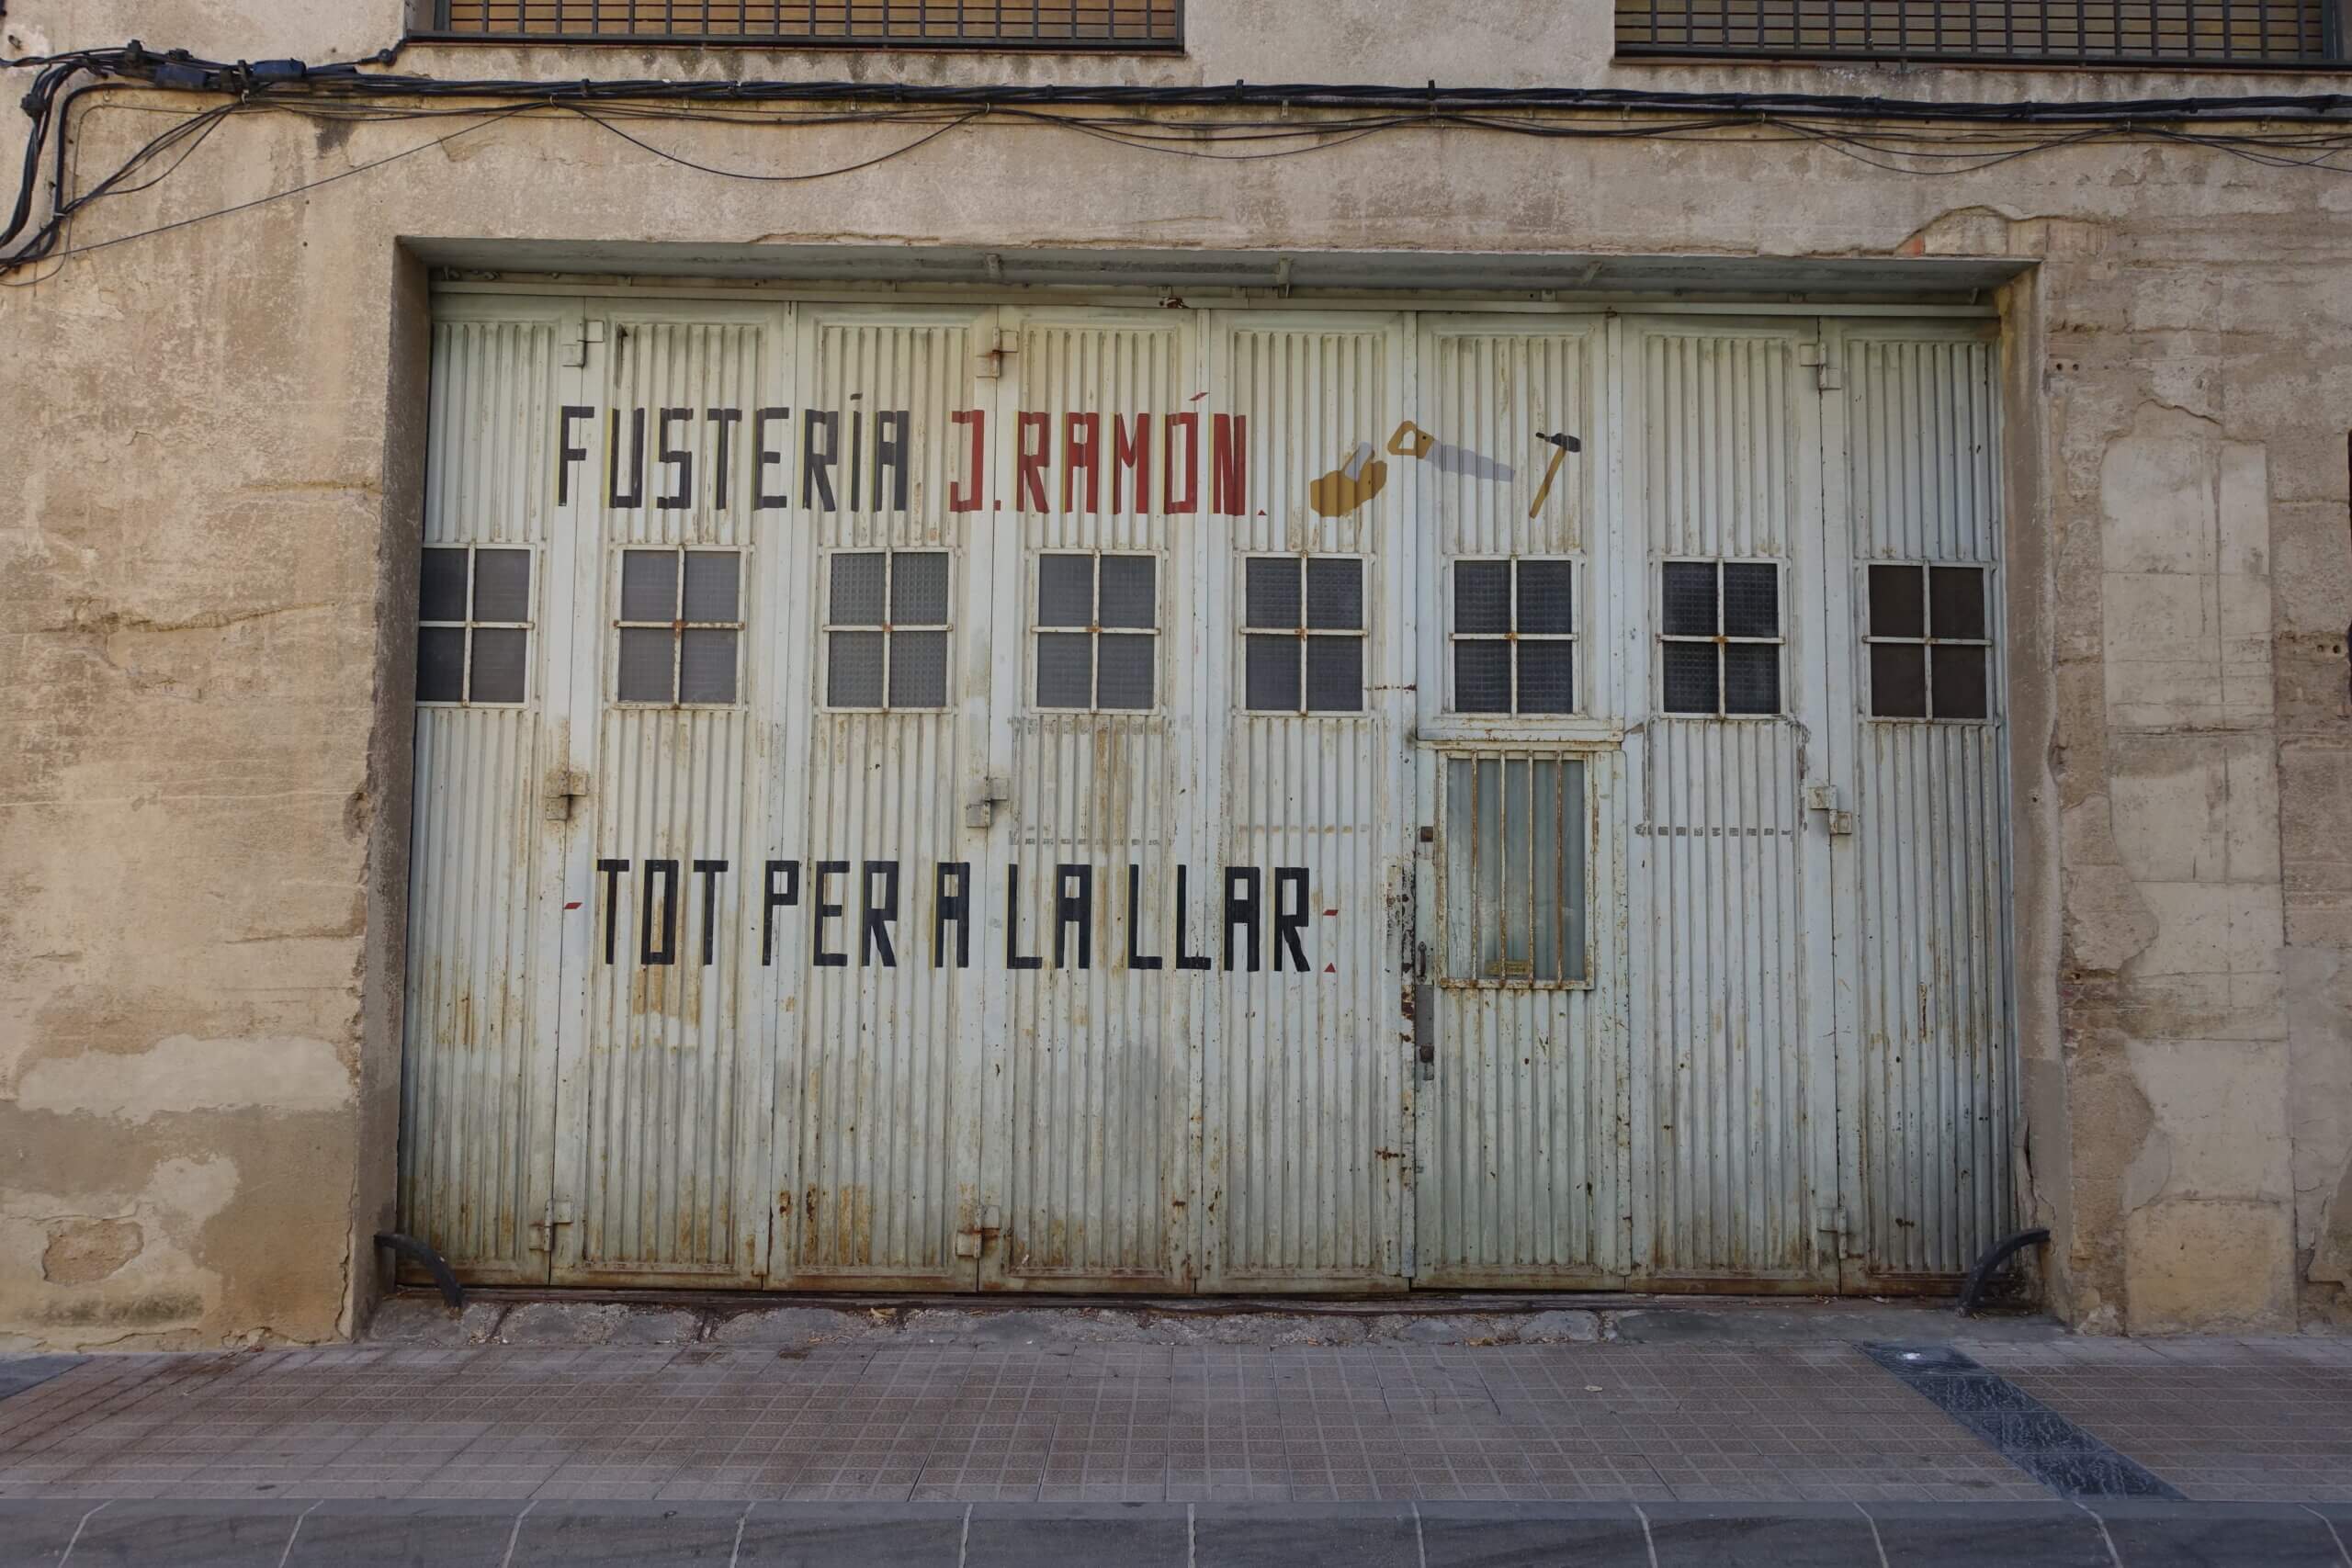 FUSTERÍA J.RAMÓN.
-TOT PER A LA LLAR.-